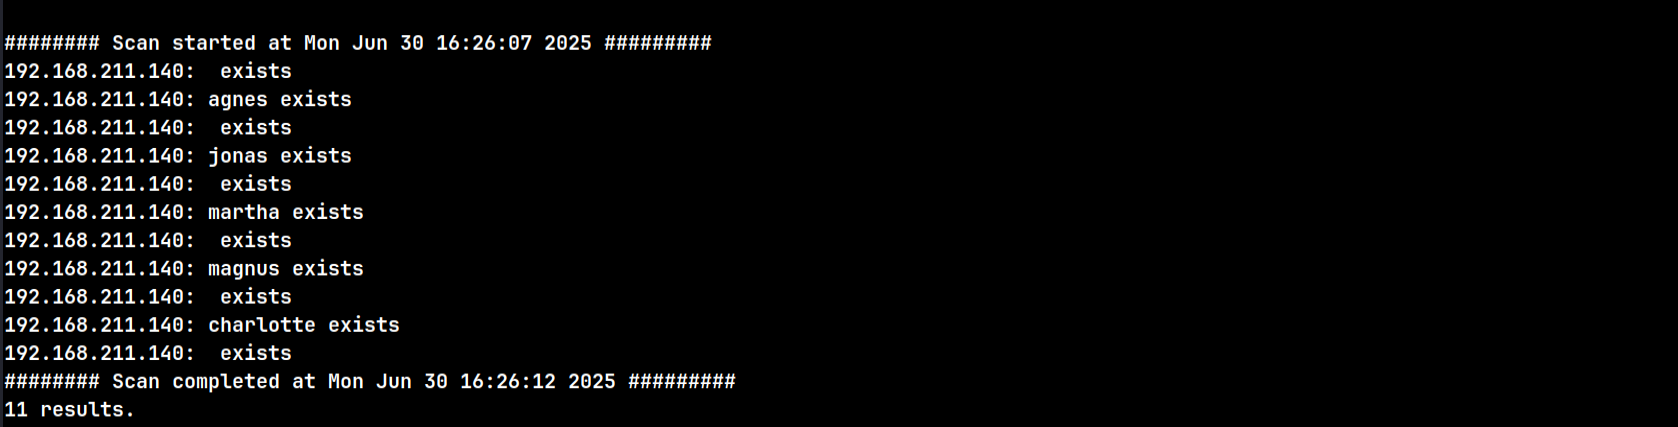 ######## Scan started at Mon Jun 30 16:26:07 2025 #########
192.168.211.140:  exists
192.168.211.140: agnes exists
192.168.211.140:  exists
192.168.211.140: jonas exists
192.168.211.140:  exists
192.168.211.140: martha exists
192.168.211.140:  exists
192.168.211.140: magnus exists
192.168.211.140:  exists
192.168.211.140: charlotte exists
192.168.211.140:  exists
######## Scan completed at Mon Jun 30 16:26:12 2025 #########
11 results.